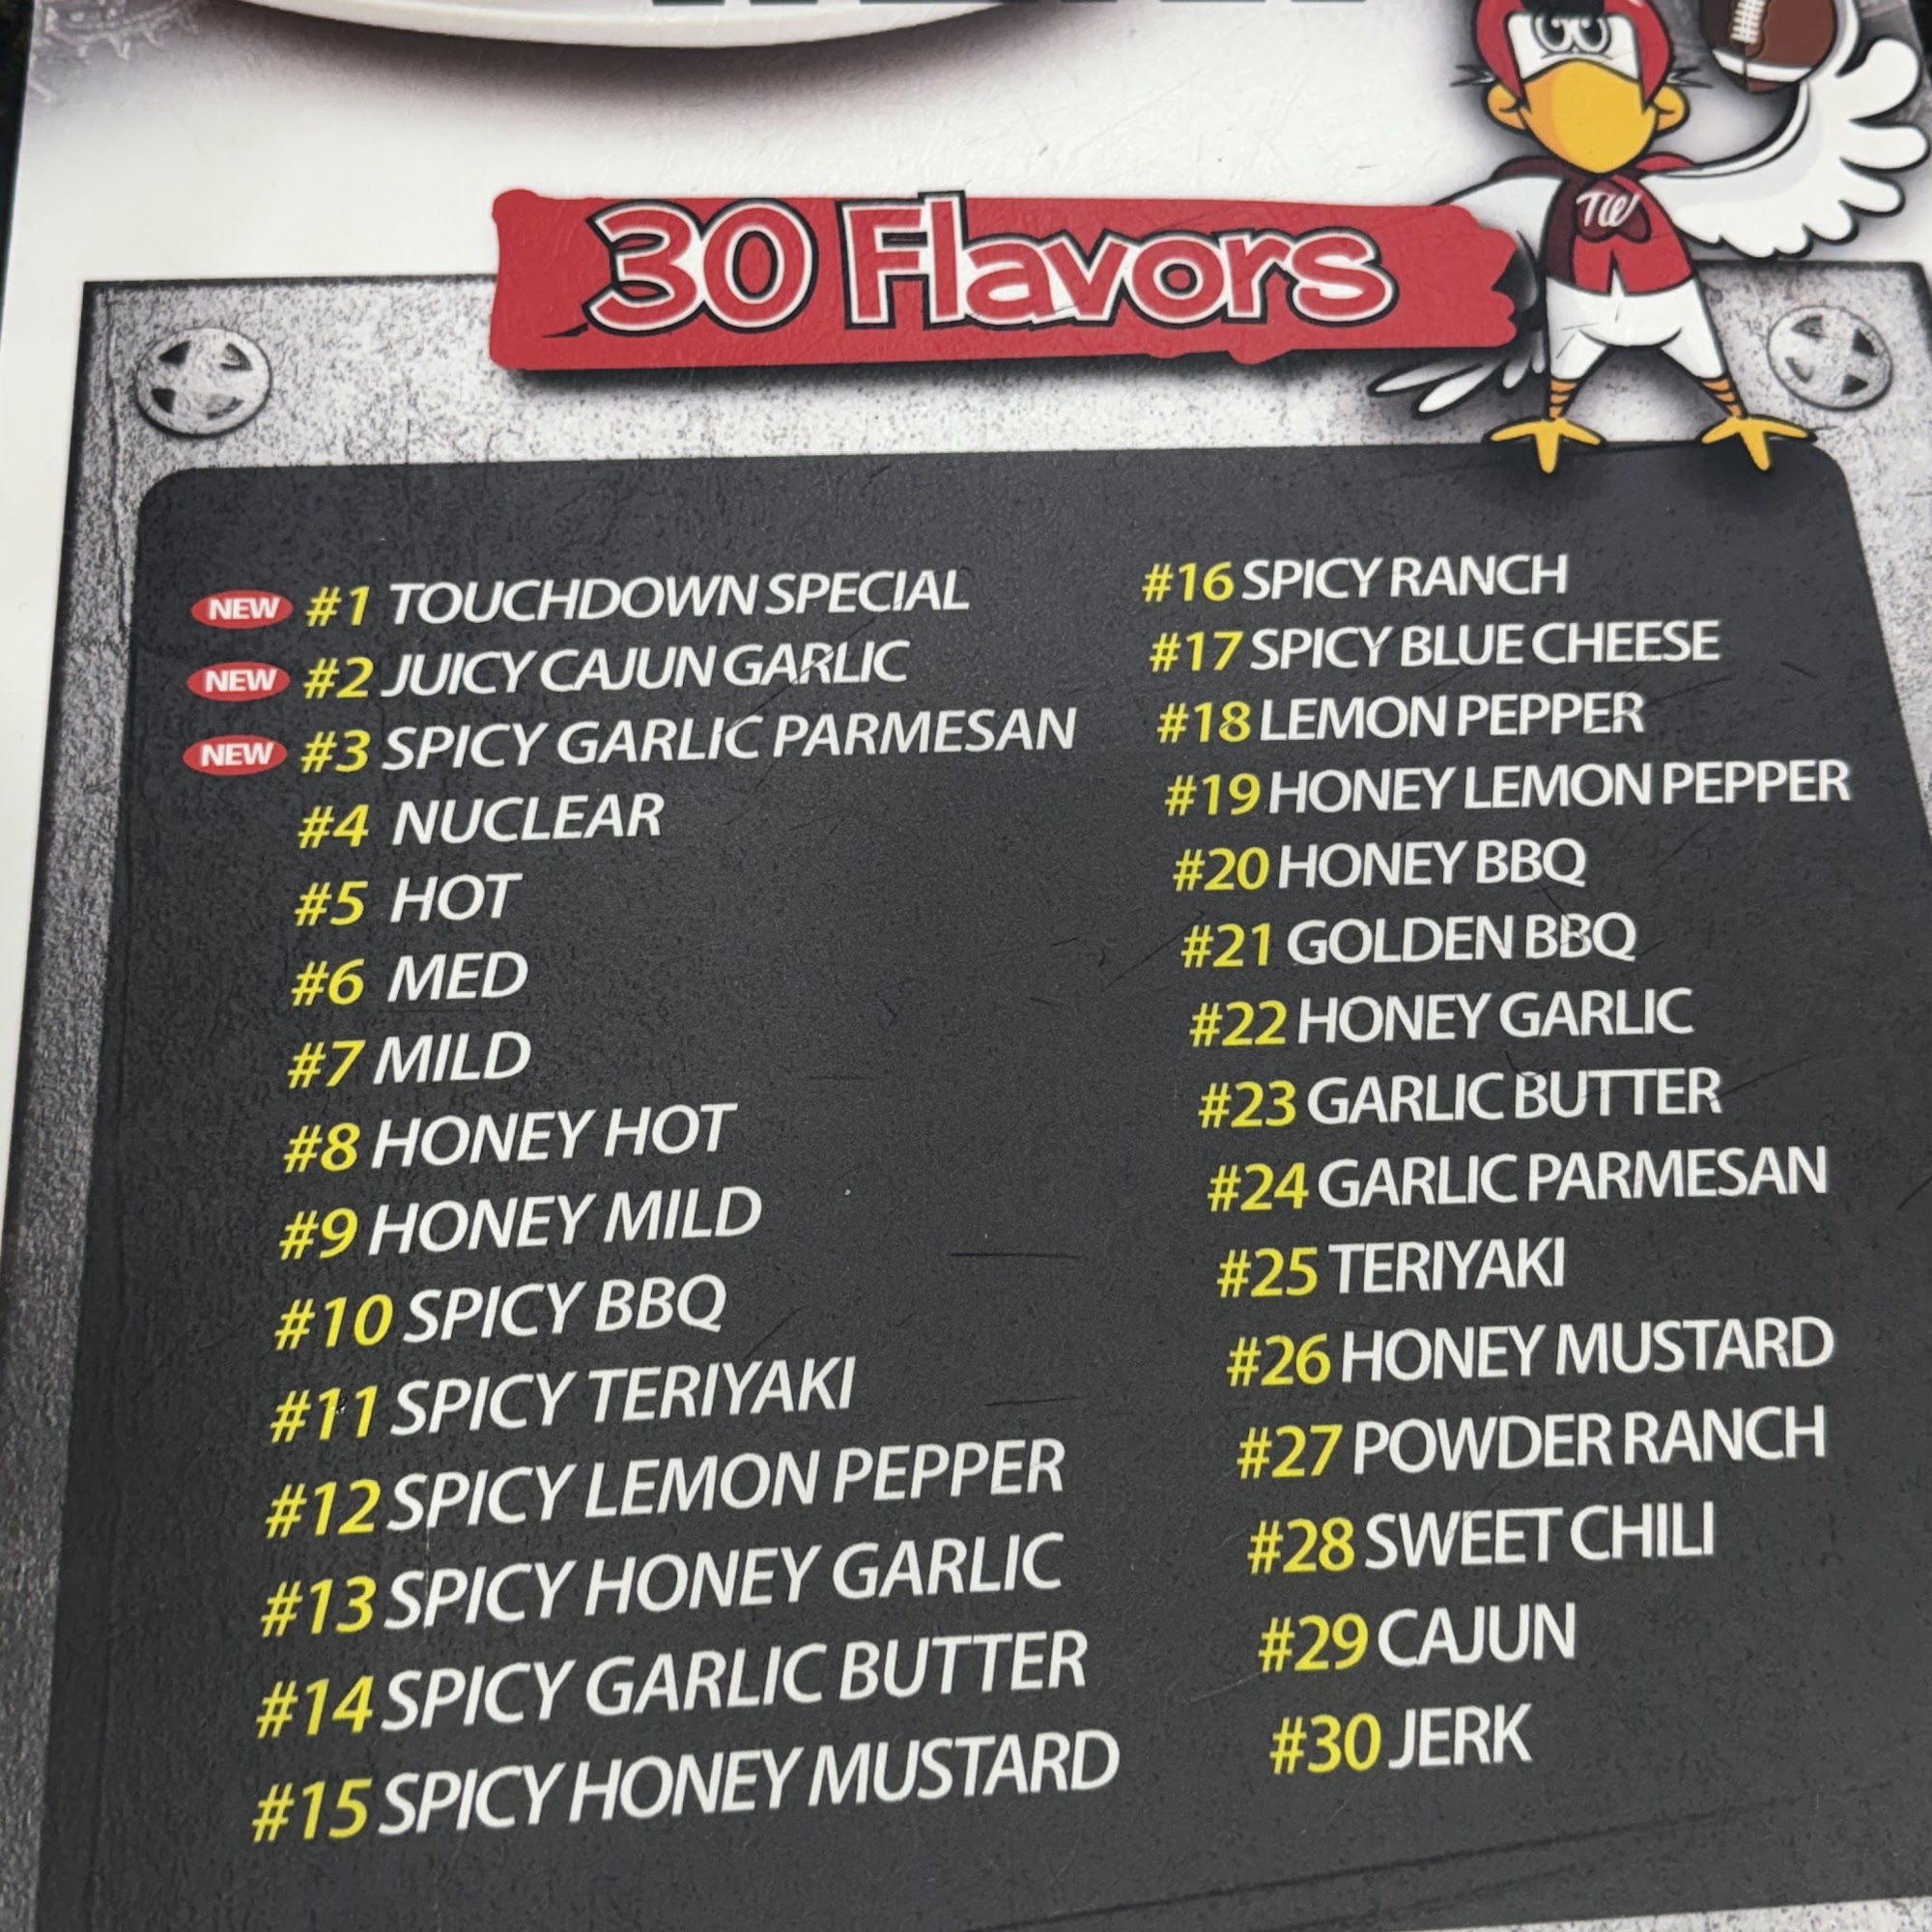 30 Flavors
TW
NEW #1 TOUCHDOWN SPECIAL
NEW #2 JUICY CAJUN GARLIC
NEW #3 SPICY GARLIC PARMESAN
#4 NUCLEAR
#5 HOT
#6 MED
#7 MILD
#8 HONEY HOT
#9 HONEY MILD
#10 SPICY BBQ
#11 SPICY TERIYAKI
#12 SPICY LEMON PEPPER
#13 SPICY HONEY GARLIC
#14 SPICY GARLIC BUTTER
#15 SPICY HONEY MUSTARD
#16 SPICY RANCH
#17 SPICY BLUE CHEESE
#18 LEMON PEPPER
#19 HONEY LEMON PEPPER
#20 HONEY BBQ
#21 GOLDEN BBQ
#22 HONEY GARLIC
#23 GARLIC BUTTER
#24 GARLIC PARMESAN
#25 TERIYAKI
#26 HONEY MUSTARD
#27 POWDER RANCH
#28 SWEET CHILI
#29 CAJUN
#30 JERK